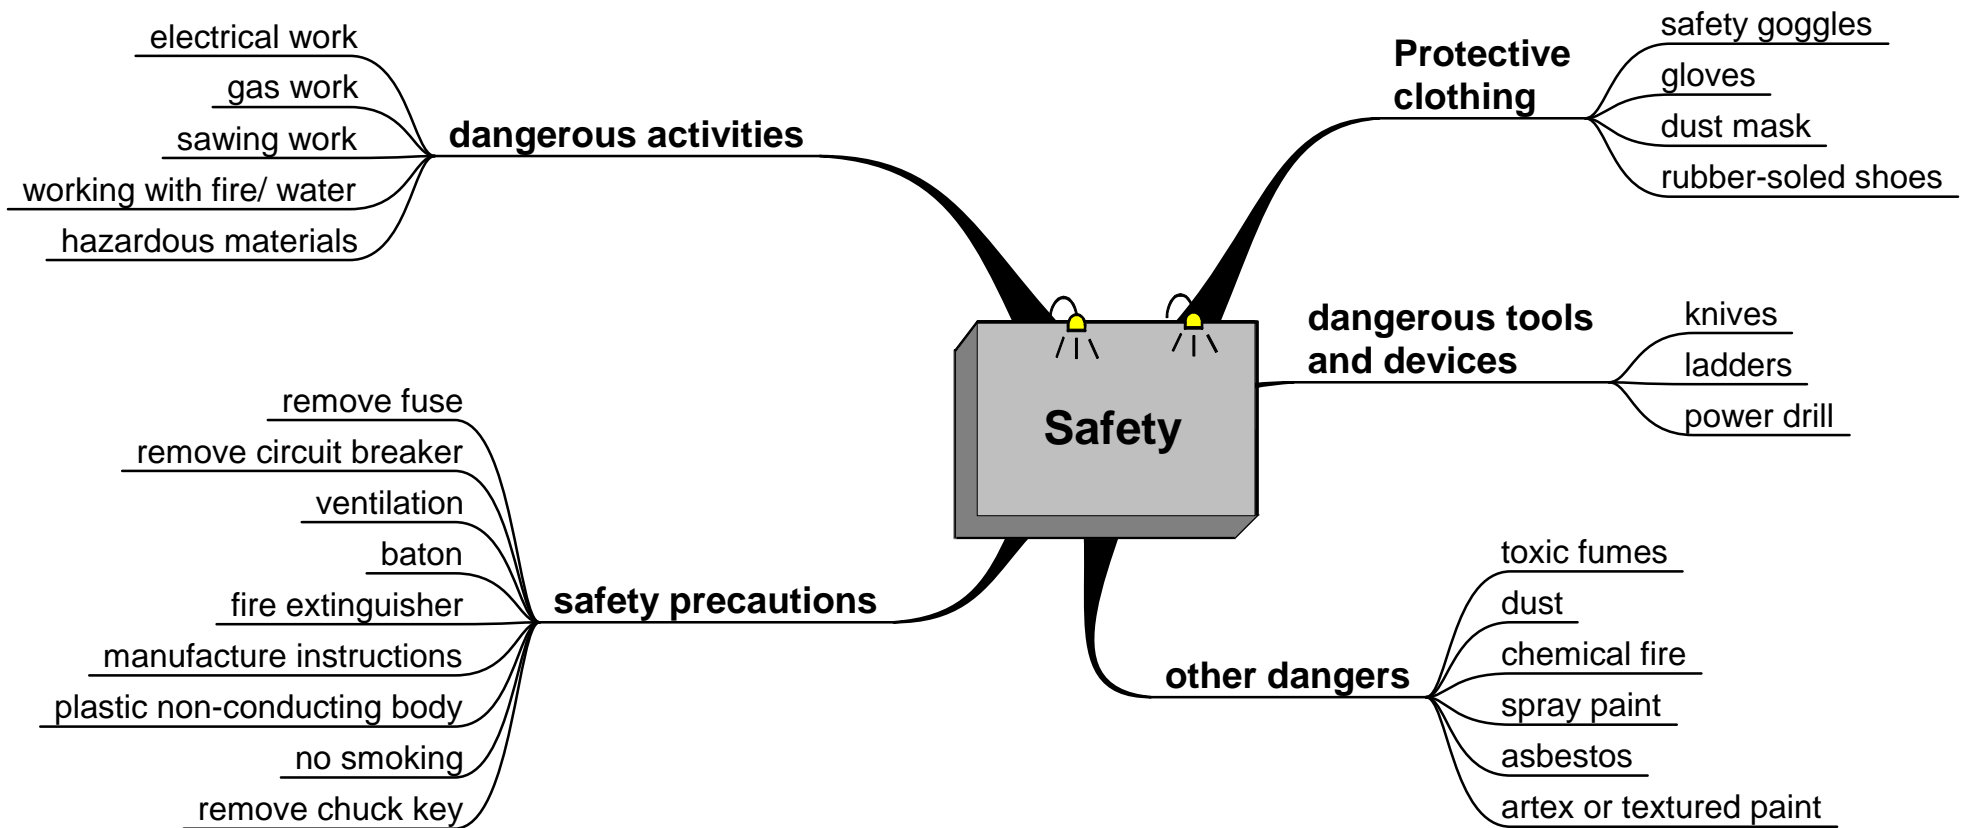 electrical work
gas work
sawing work
working with fire/ water
hazardous materials
dangerous activities
Protective
clothing
safety goggles
gloves
dust mask
rubber-soled shoes
Safety
dangerous tools
and devices
knives
ladders
power drill
remove fuse
remove circuit breaker
ventilation
baton
fire extinguisher
manufacture instructions
plastic non-conducting body
no smoking
remove chuck key
safety precautions
other dangers
toxic fumes
dust
chemical fire
spray paint
asbestos
artex or textured paint